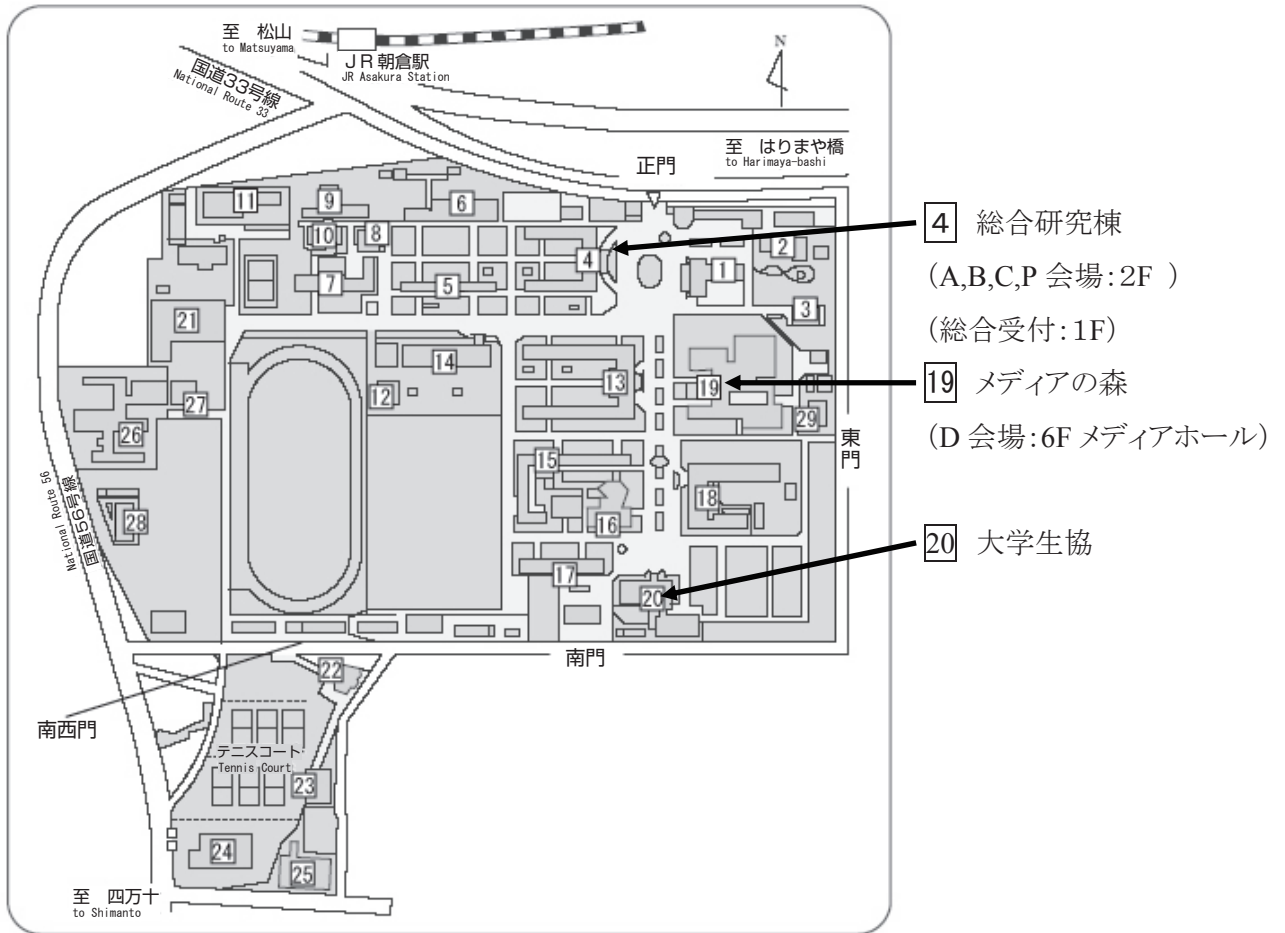 至 松山
to Matsuyama
JR朝倉駅
JR Asakura Station
国道33号線
National Route 33
N
至 はりまや橋
to Harimaya-bashi
正門
11
9
6
10
8
4
2
1
7
5
3
21
14
13
19
12
27
29
26
東門
15
18
28
16
国道56号線
National Route 56
17
20
南門
22
南西門
テニスコート
Tennis Court
23
24
25
至 四万十
to Shimanto
4 総合研究棟
(A,B,C,P 会場:2F )
(総合受付:1F)
19 メディアの森
(D 会場:6F メディアホール)
20 大学生協